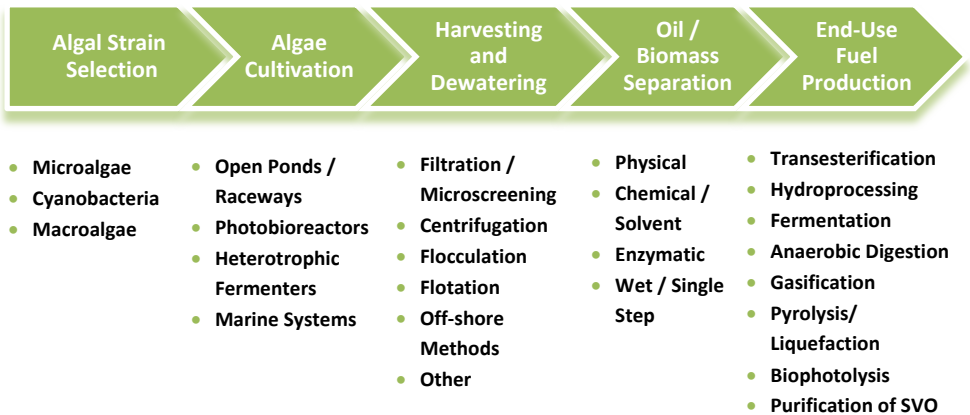 Algal Strain
Selection
Algae
Cultivation
Harvesting
and
Dewatering
Oil /
Biomass
Separation
End-Use
Fuel
Production
• Microalgae
• Cyanobacteria
• Macroalgae
• Open Ponds /
Raceways
• Photobioreactors
• Heterotrophic
Fermenters
• Marine Systems
• Filtration /
Microscreening
• Centrifugation
• Flocculation
• Flotation
• Off-shore
Methods
• Other
• Physical
• Chemical /
Solvent
• Enzymatic
• Wet / Single
Step
• Transesterification
• Hydroprocessing
• Fermentation
• Anaerobic Digestion
• Gasification
• Pyrolysis/
Liquefaction
• Biophotolysis
• Purification of SVO